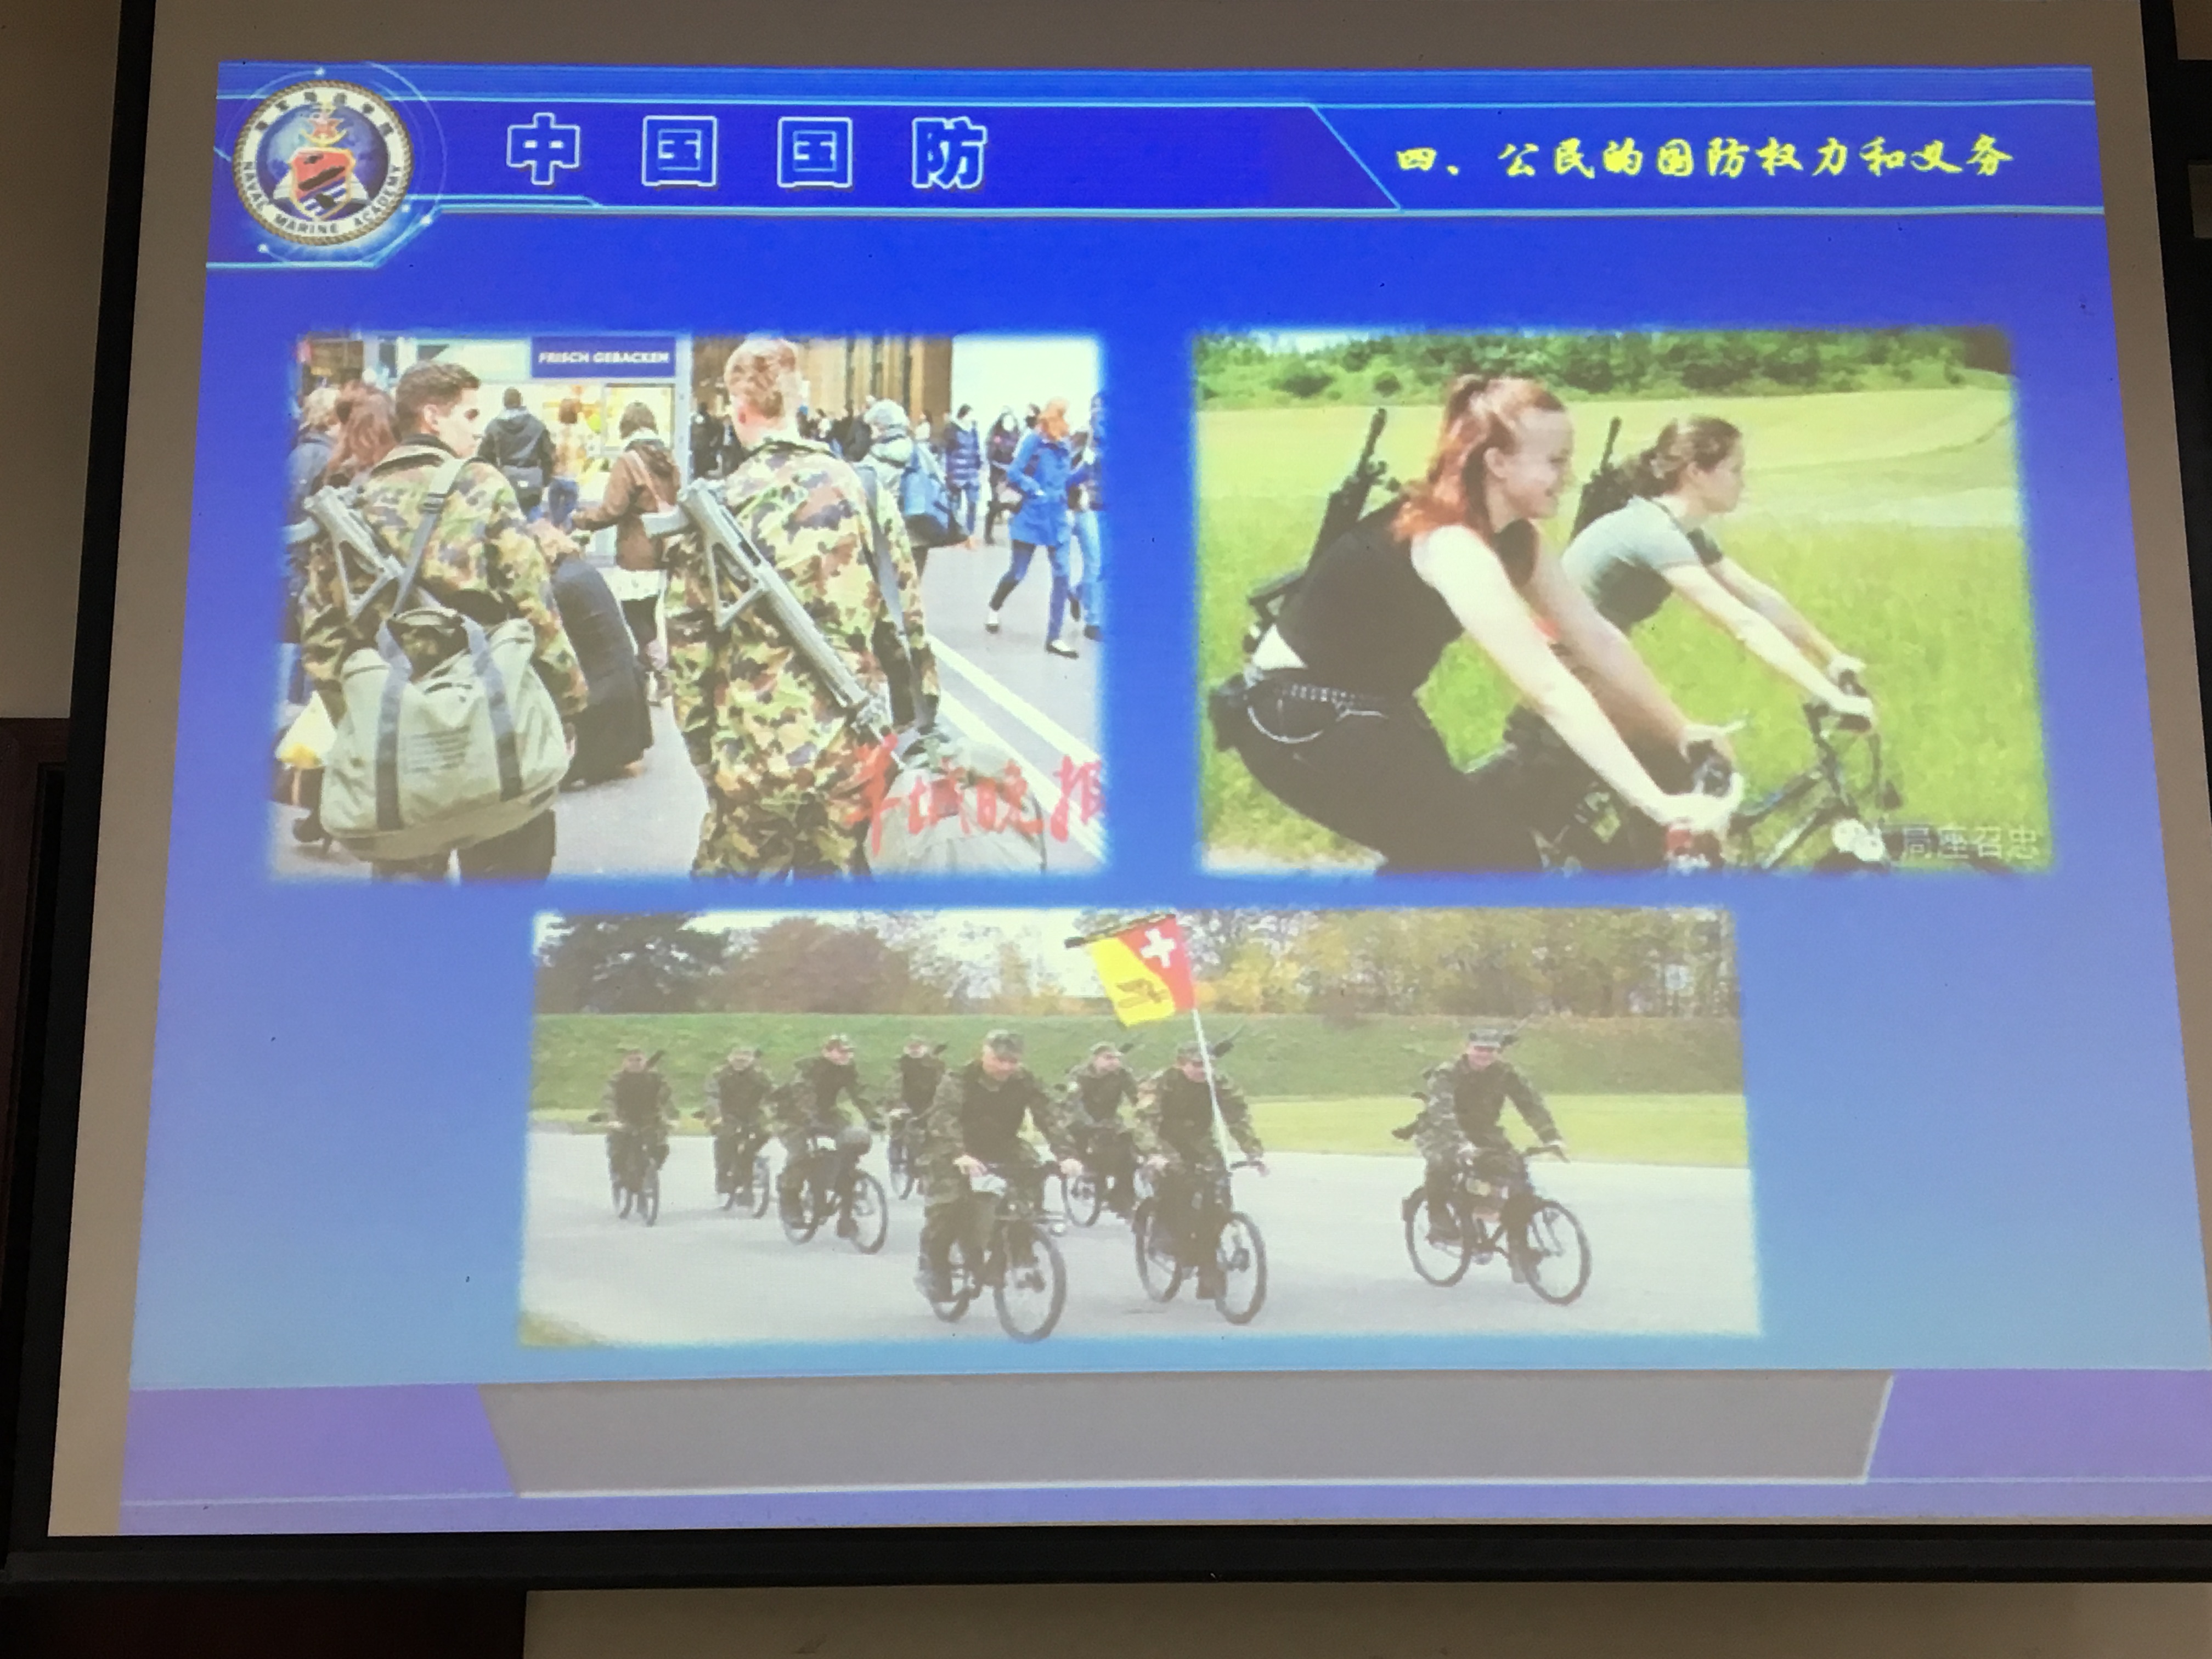 中国国防
四、公民的国防权力和义务
NAVAL MARINE ACADEMY
FRISCH GEBACKEN
羊城晚报
局座召忠